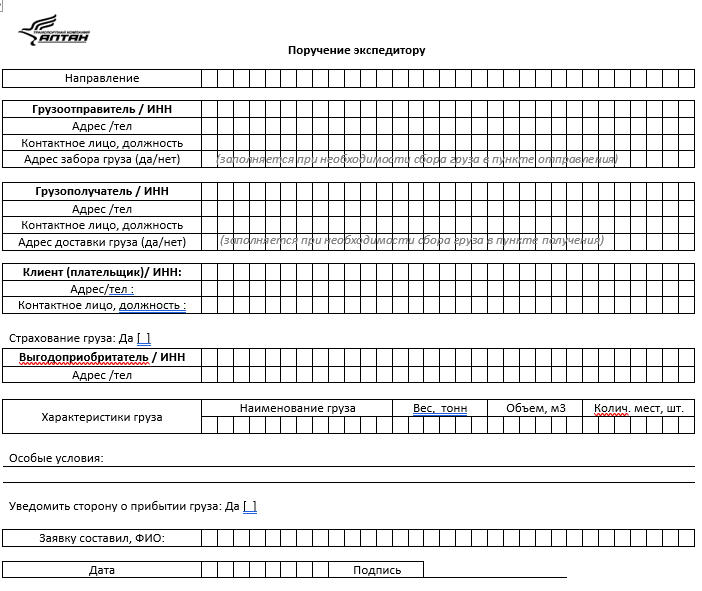 ТРАНСПОРТНАЯ КОМПАНИЯ
АЛТАН
Поручение экспедитору
Направление
Грузоотправитель / ИНН
Адрес /тел
Контактное лицо, должность
Адрес забора груза (да/нет) (заполняется при необходимости сбора груза в пункте отправления)
Грузополучатель / ИНН
Адрес /тел
Контактное лицо, должность
Адрес доставки груза (да/нет) (заполняется при необходимости сбора груза в пункте получения)
Клиент (плательщик)/ ИНН:
Адрес/тел :
Контактное лицо, должность :
Страхование груза: Да [_]
Выгодоприобритатель / ИНН
Адрес /тел
Характеристики груза Наименование груза Вес, тонн Объем, м3 Колич. мест, шт.
Особые условия:
Уведомить сторону о прибытии груза: Да [_]
Заявку составил, ФИО:
Дата Подпись